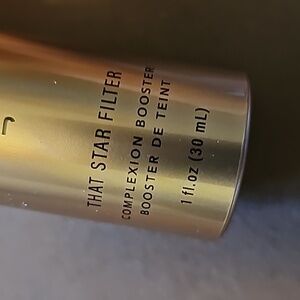 THAT STAR FILTER
COMPLEXION BOOSTER
BOOSTER DE TEINT
1 fl.oz (30 mL)